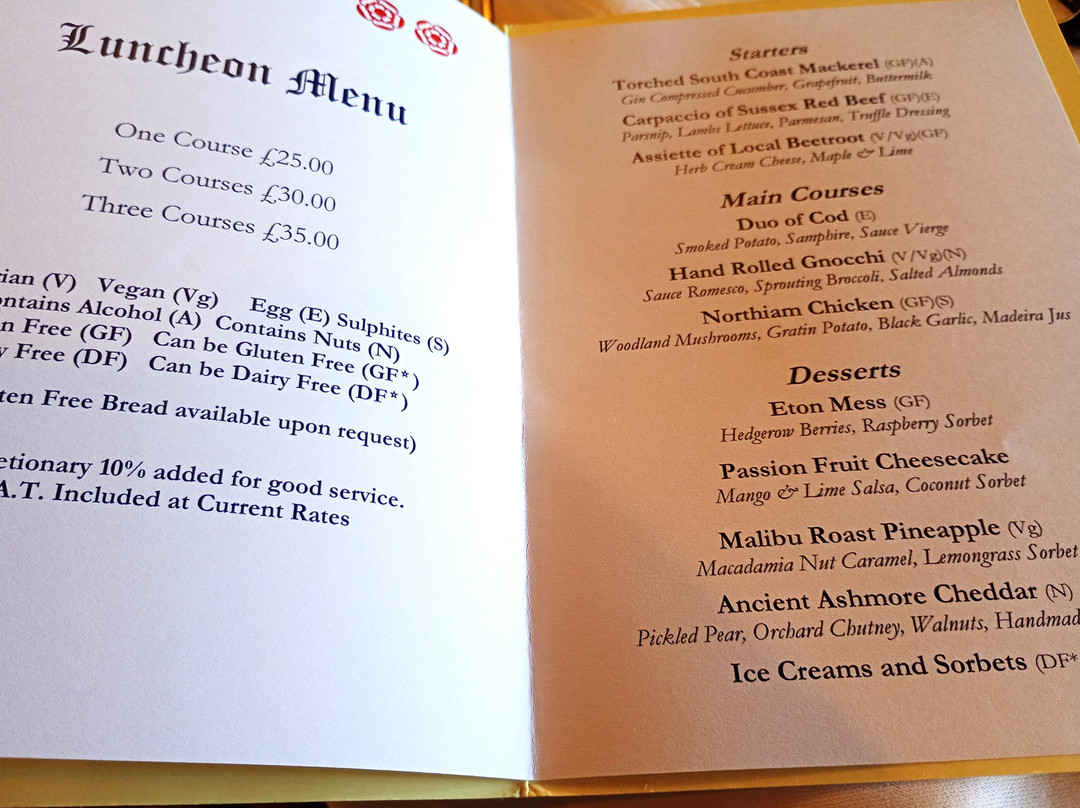 Luncheon Menu
One Course £25.00
Two Courses £30.00
Three Courses £35.00
(V) Vegan (Vg) Egg (E) Sulphites (S)
Alcohol (A) Contains Nuts (N)
Free (GF) Can be Gluten Free (GF*)
Free (DF) Can be Dairy Free (DF*)
Free Bread available upon request)
10% added for good service.
Included at Current Rates
Starters
Torched South Coast Mackerel (GF)(A)
Gin Compressed Cucumber, Grapefruit, Buttermilk
Carpaccio of Sussex Red Beef (GF)(E)
Parsnip, Lambs Lettuce, Parmesan, Truffle Dressing
Assiette of Local Beetroot (V/Vg)(GF)
Herb Cream Cheese, Maple & Lime
Main Courses
Duo of Cod (E)
Smoked Potato, Samphire, Sauce Vierge
Hand Rolled Gnocchi (V/Vg)(N)
Sauce Romesco, Sprouting Broccoli, Salted Almonds
Northiam Chicken (GF)(S)
Woodland Mushrooms, Gratin Potato, Black Garlic, Madeira Jus
Desserts
Eton Mess (GF)
Hedgerow Berries, Raspberry Sorbet
Passion Fruit Cheesecake
Mango & Lime Salsa, Coconut Sorbet
Malibu Roast Pineapple (Vg)
Macadamia Nut Caramel, Lemongrass Sorbet
Ancient Ashmore Cheddar (N)
Pickled Pear, Orchard Chutney, Walnuts,
Ice Creams and Sorbets (DF*